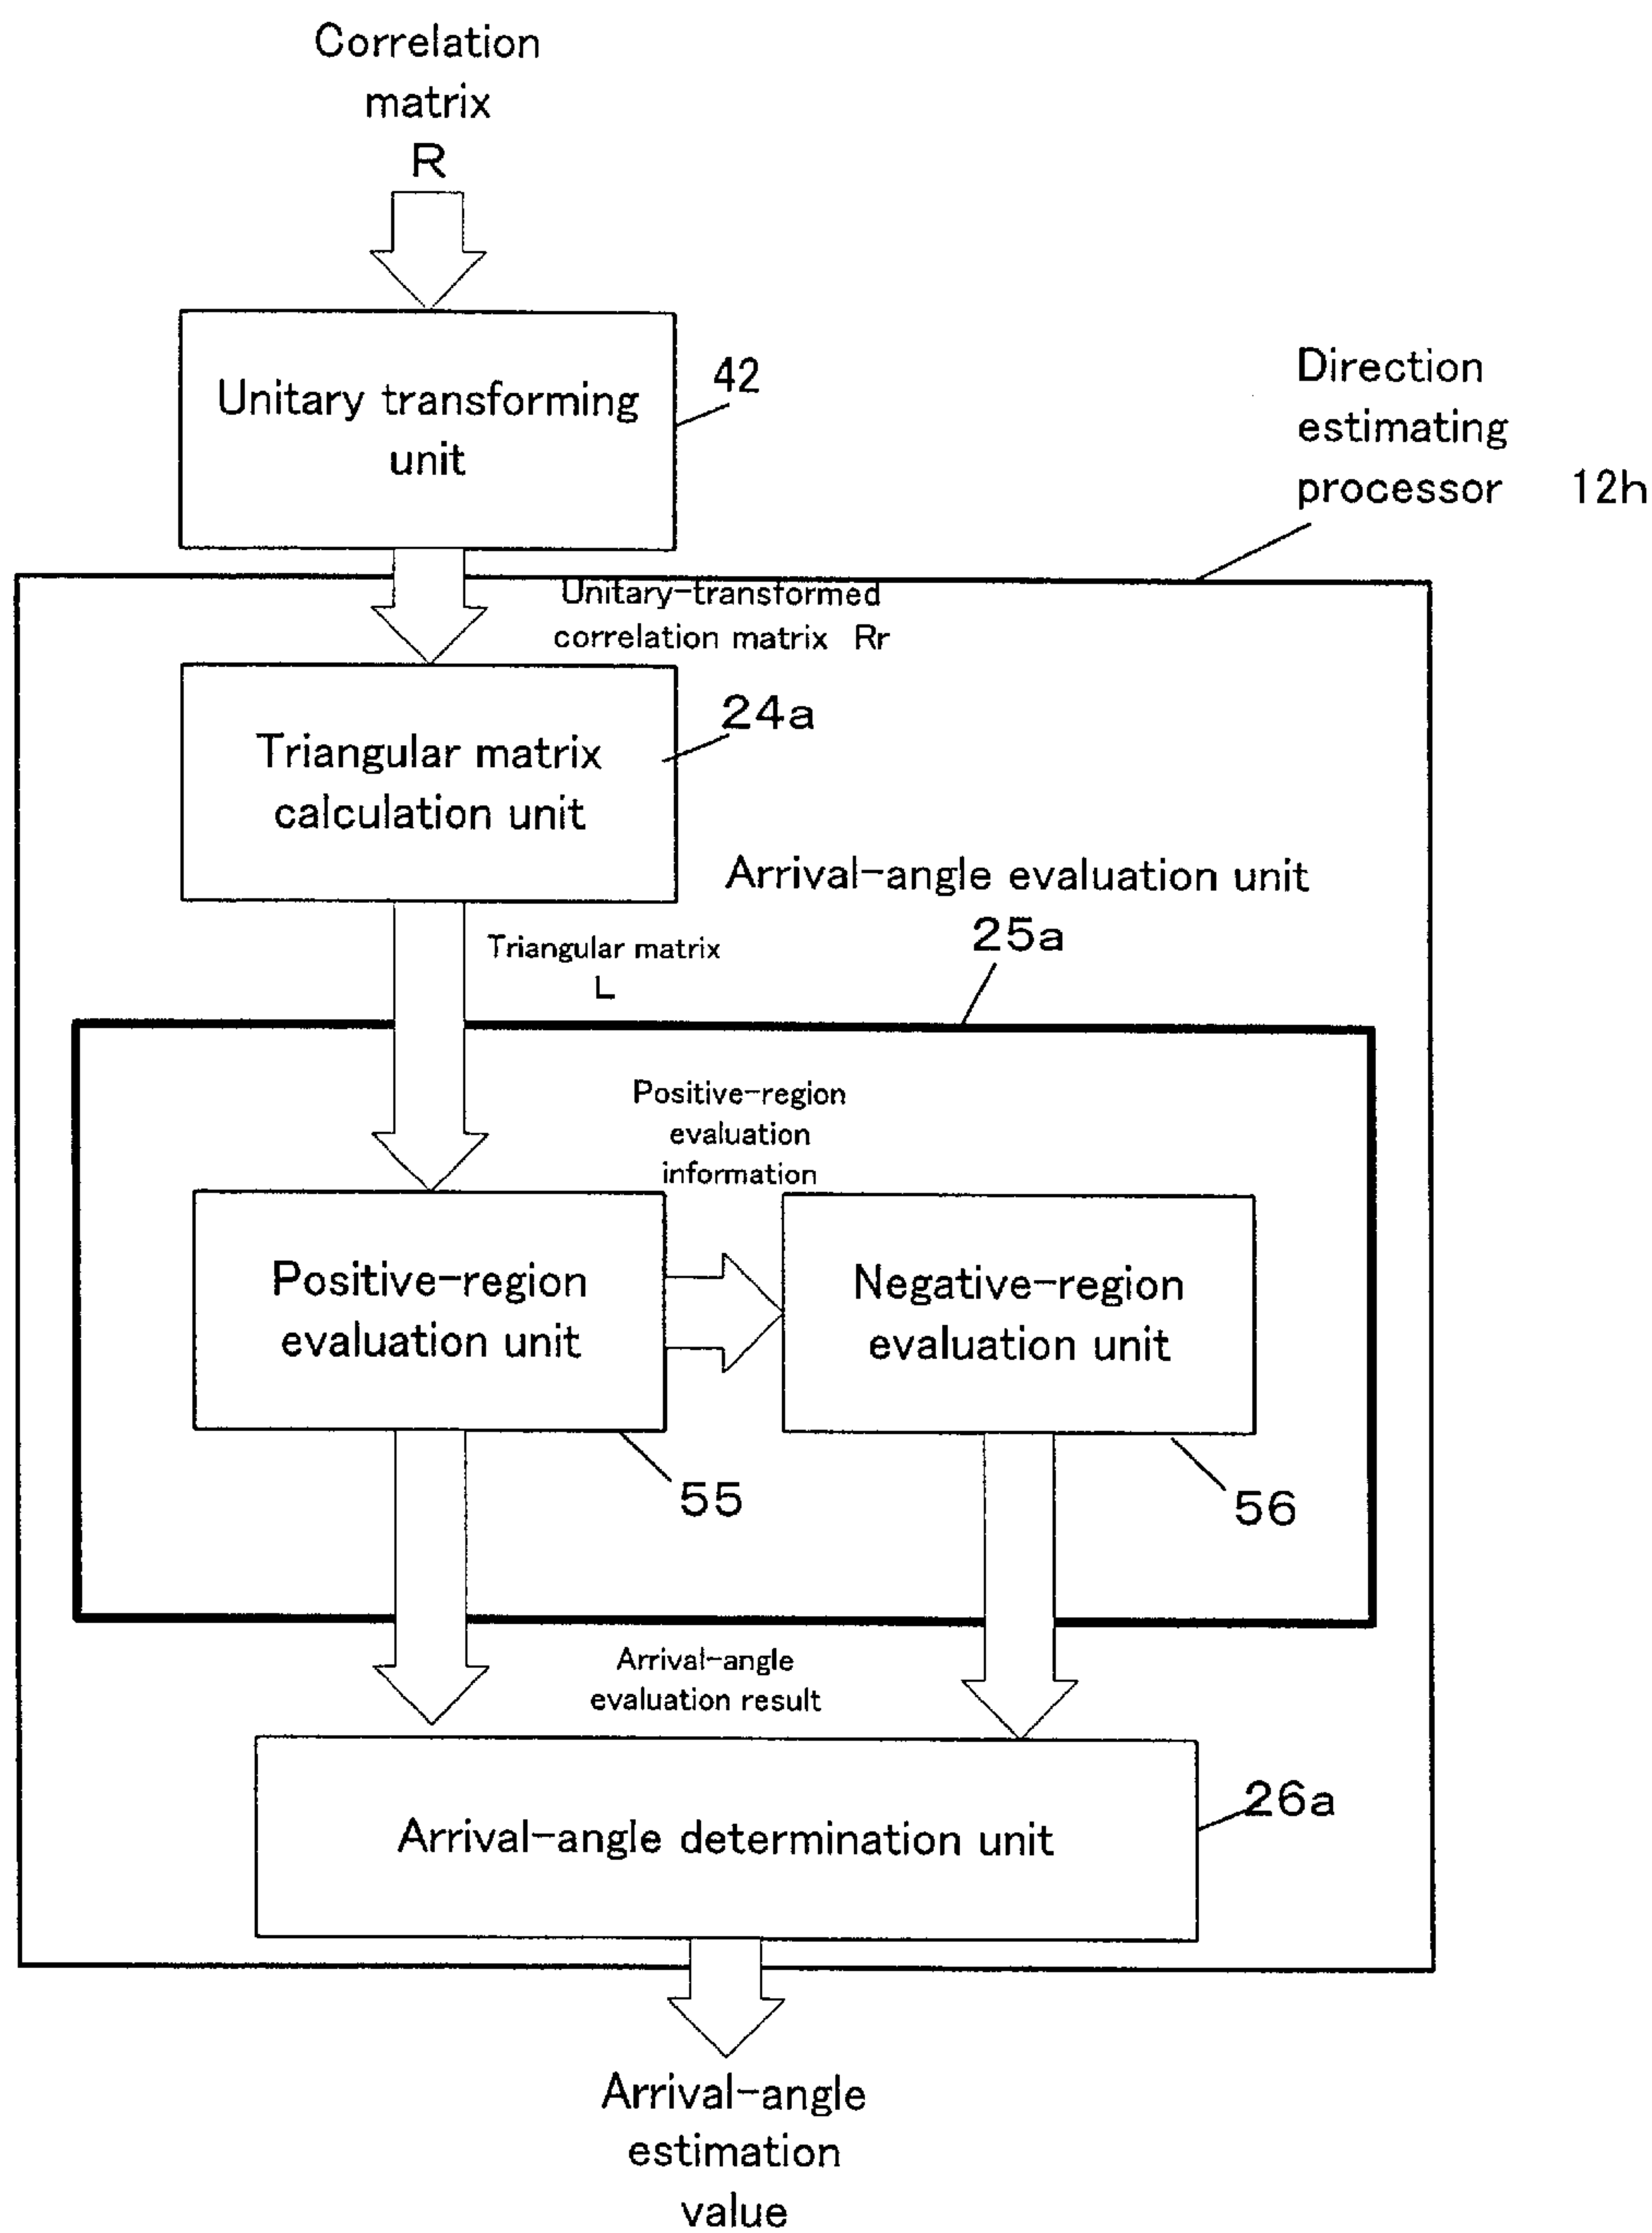 Correlation
matrix
R
Unitary transforming
unit
42
Direction
estimating
processor 12h
Unitary-transformed
correlation matrix Rr
Triangular matrix
calculation unit
24a
Arrival-angle evaluation unit
25a
Triangular matrix
L
Positive-region
evaluation
information
Positive-region
evaluation unit
Negative-region
evaluation unit
55
56
Arrival-angle
evaluation result
Arrival-angle determination unit
26a
Arrival-angle
estimation
value